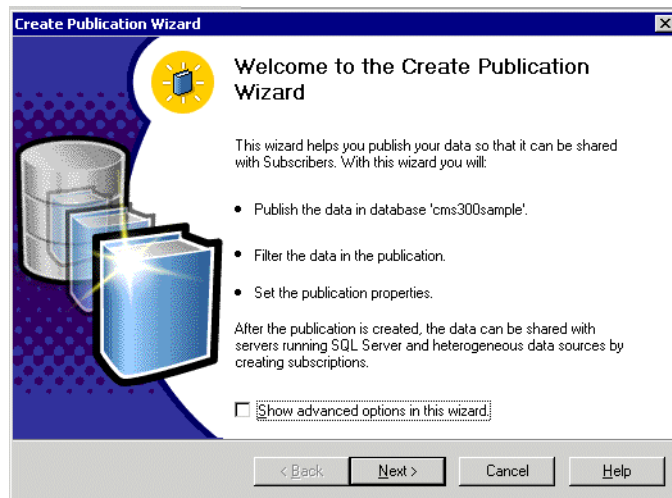 Create Publication Wizard
Welcome to the Create Publication
Wizard
This wizard helps you publish your data so that it can be shared
with Subscribers. With this wizard you will:
• Publish the data in database 'cms300sample'.
• Filter the data in the publication.
• Set the publication properties.
After the publication is created, the data can be shared with
servers running SQL Server and heterogeneous data sources by
creating subscriptions.
Show advanced options in this wizard.
< Back Next > Cancel Help